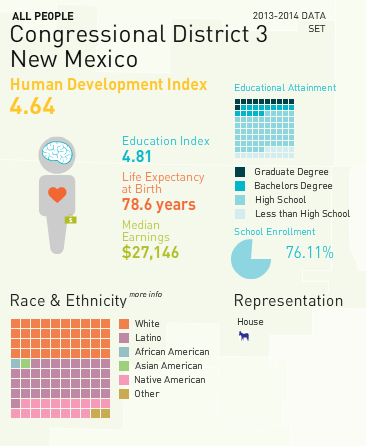 ALL PEOPLE
2013-2014 DATA
SET
Congressional District 3
New Mexico
Human Development Index
4.64
Educational Attainment
Education Index
4.81
Life Expectancy
at Birth
78.6 years
Median
Earnings
$27,146
$
Graduate Degree
Bachelors Degree
High School
Less than High School
School Enrollment
76.11%
Race & Ethnicity more info
White
Latino
African American
Asian American
Native American
Other
Representation
House